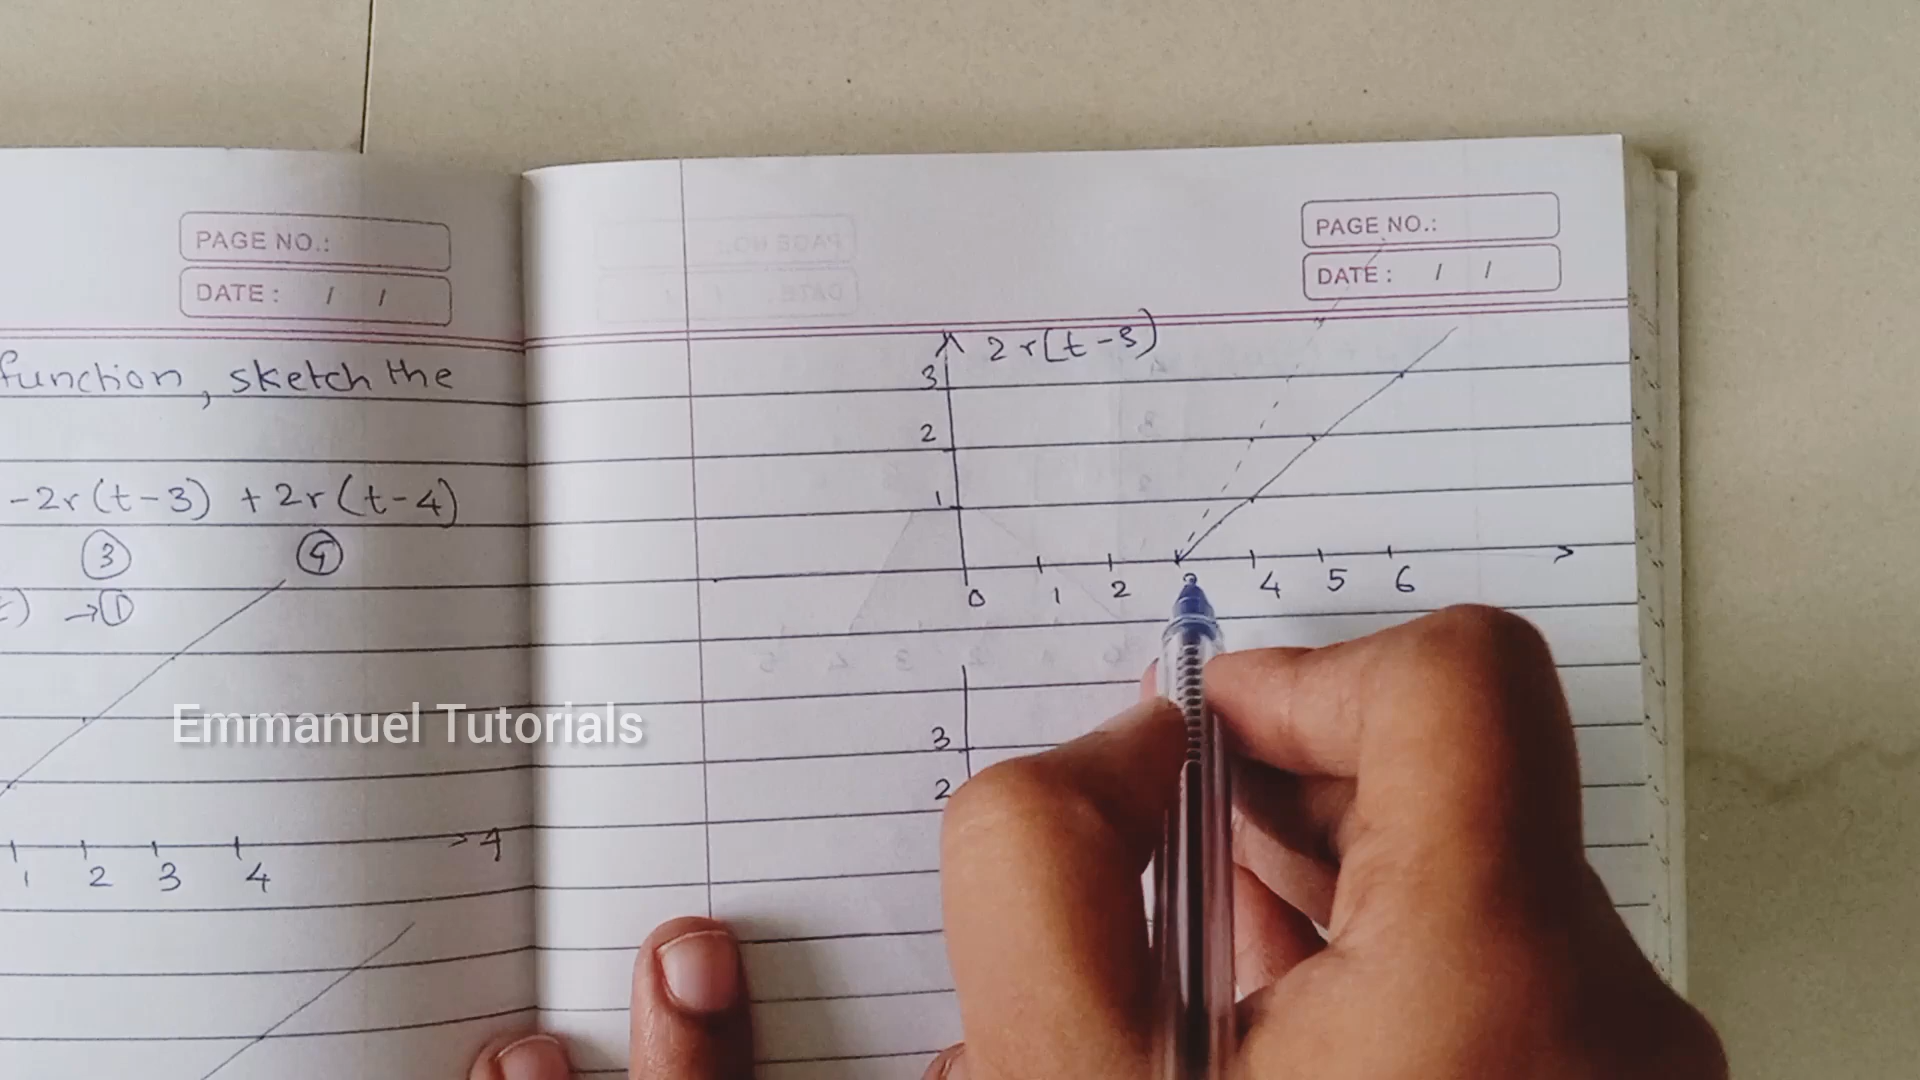 PAGE NO.:
DATE : / /
function, sketch the
-2r(t-3) +2r(t-4)
③ ④
→①
1 2 3 4
PAGE NO.:
DATE : / /
2r(t-3)
3
2
1
0 1 2 4 5 6
3
2
Emmanuel Tutorials